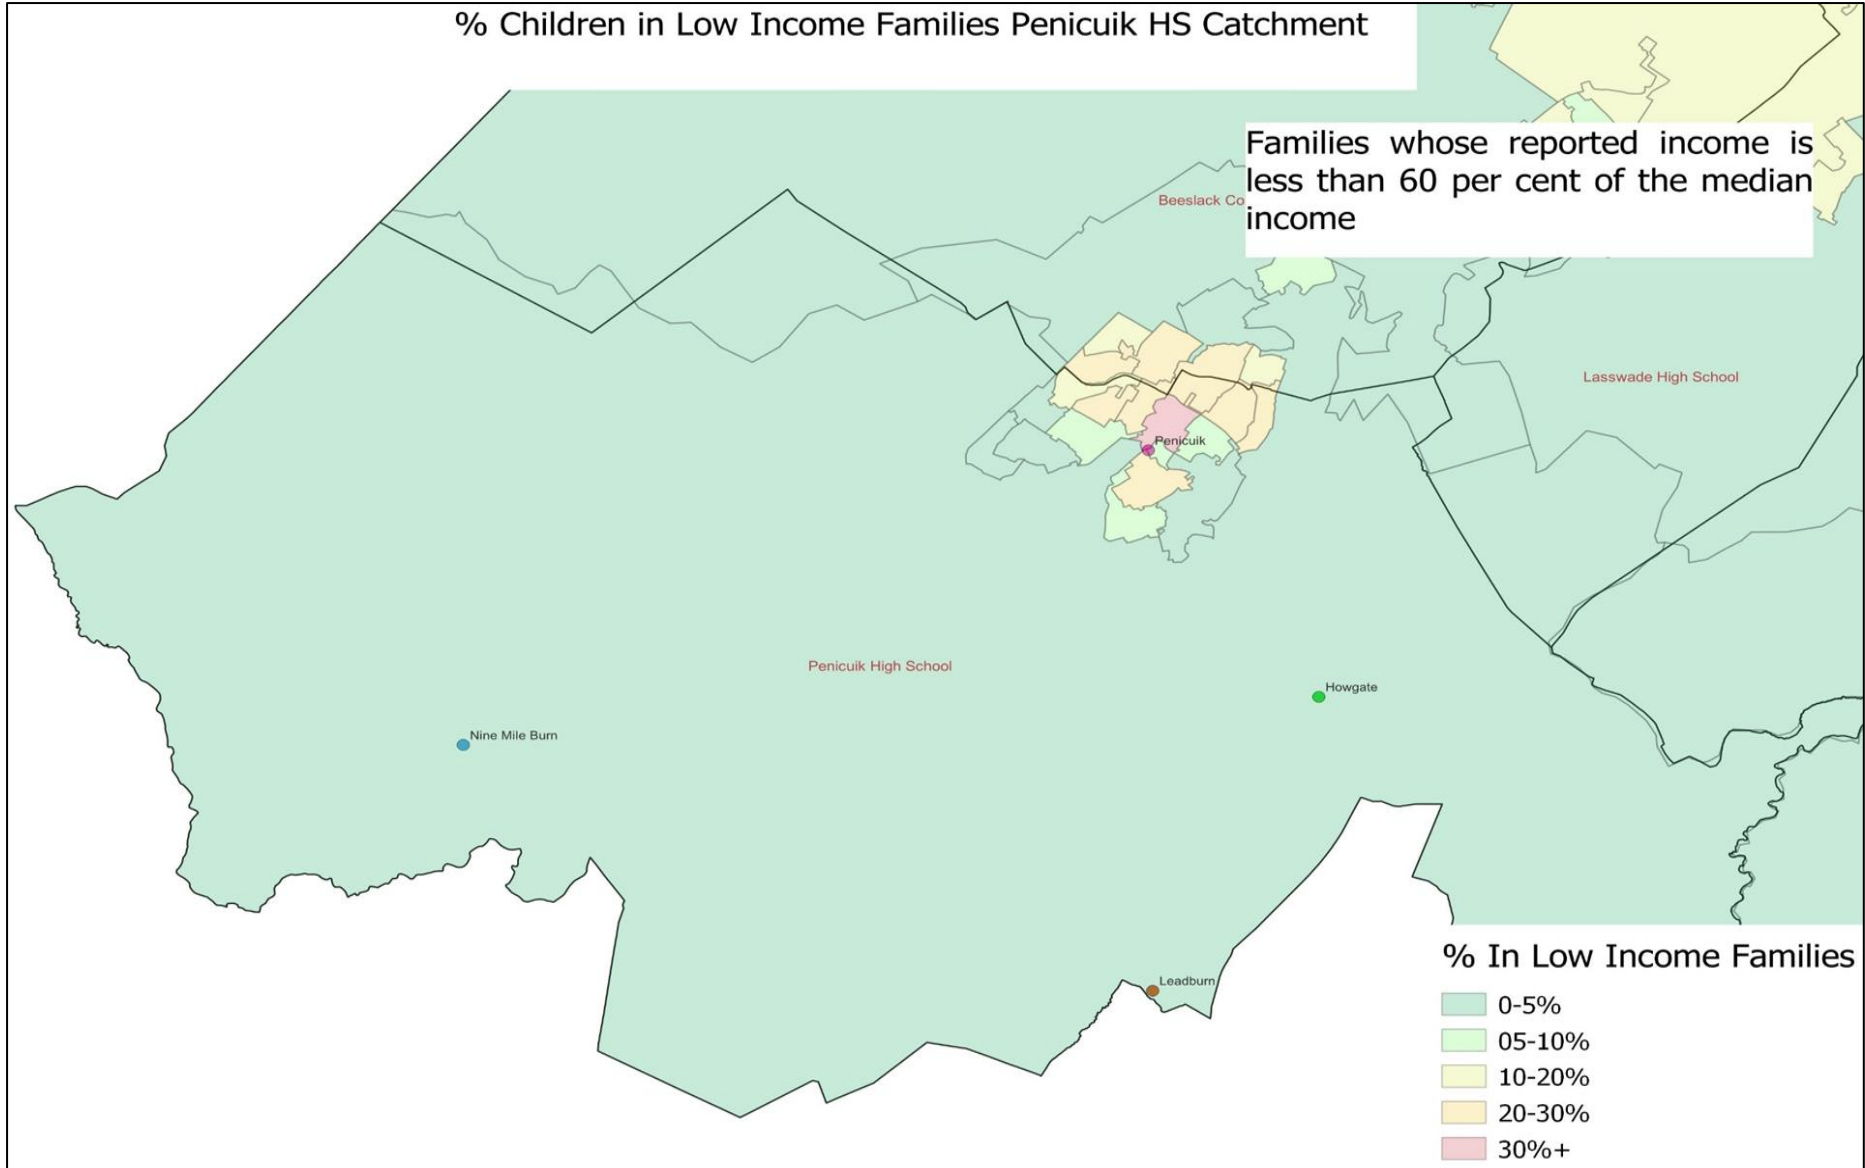 % Children in Low Income Families Penicuik HS Catchment
Families whose reported income is
less than 60 per cent of the median
income
Beeslack Co
Lasswade High School
Penicuik
Penicuik High School
Howgate
Nine Mile Burn
Leadburn
% In Low Income Families
0-5%
05-10%
10-20%
20-30%
30%+